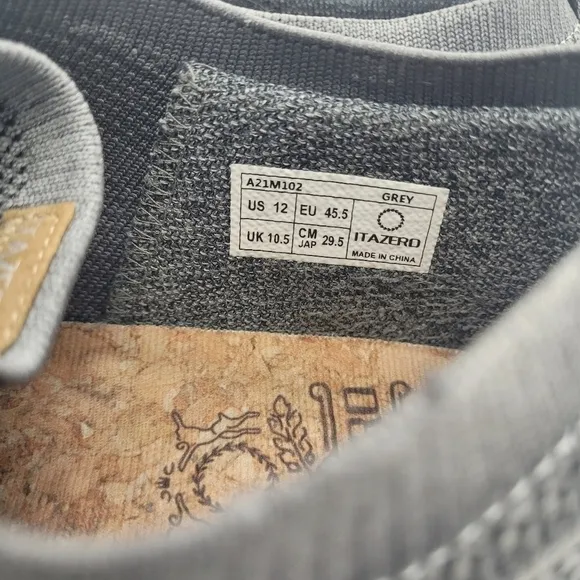 A21M102 GREY
US 12 EU 45.5
UK 10.5 CM JAP 29.5
ITAZERO
MADE IN CHINA